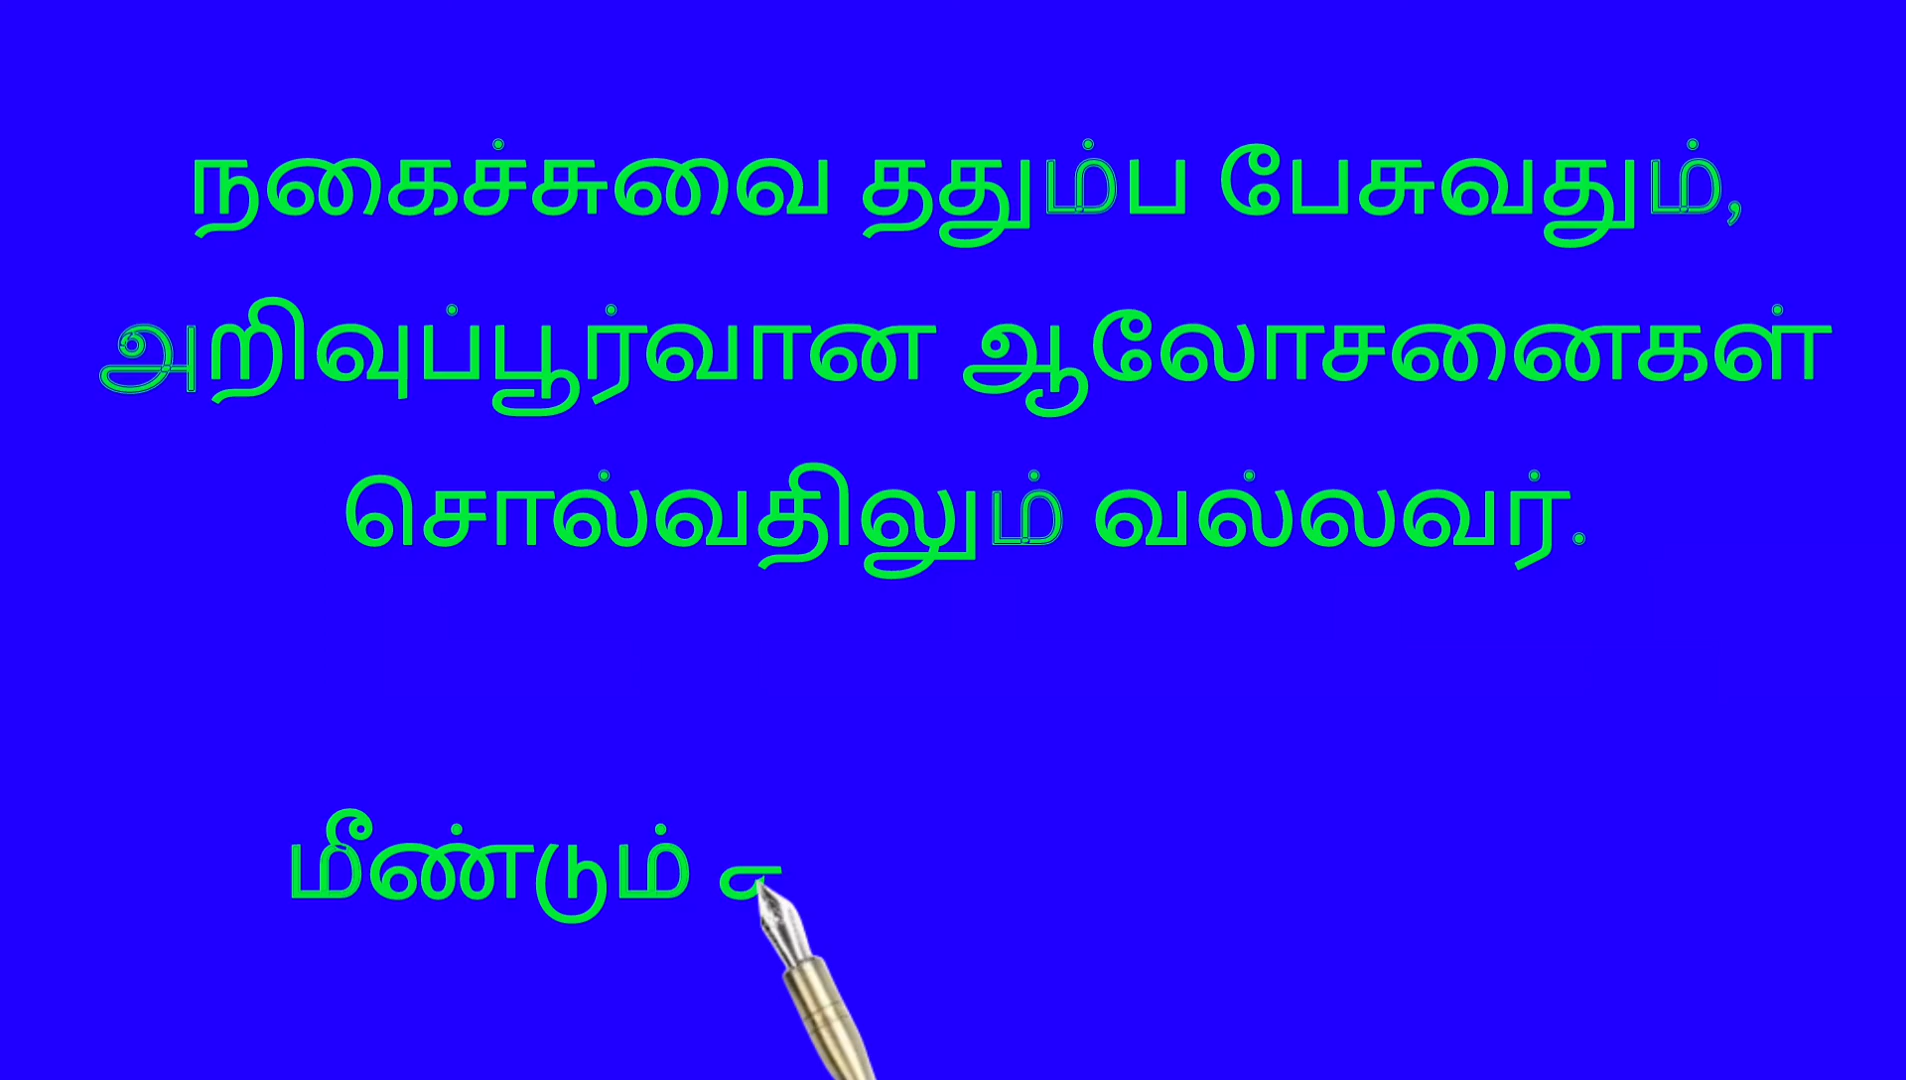 நகைச்சுவை ததும்ப பேசுவதும்,
அறிவுப்பூர்வான ஆலோசனைகள்
சொல்வதிலும் வல்லவர்.
மீண்டும்